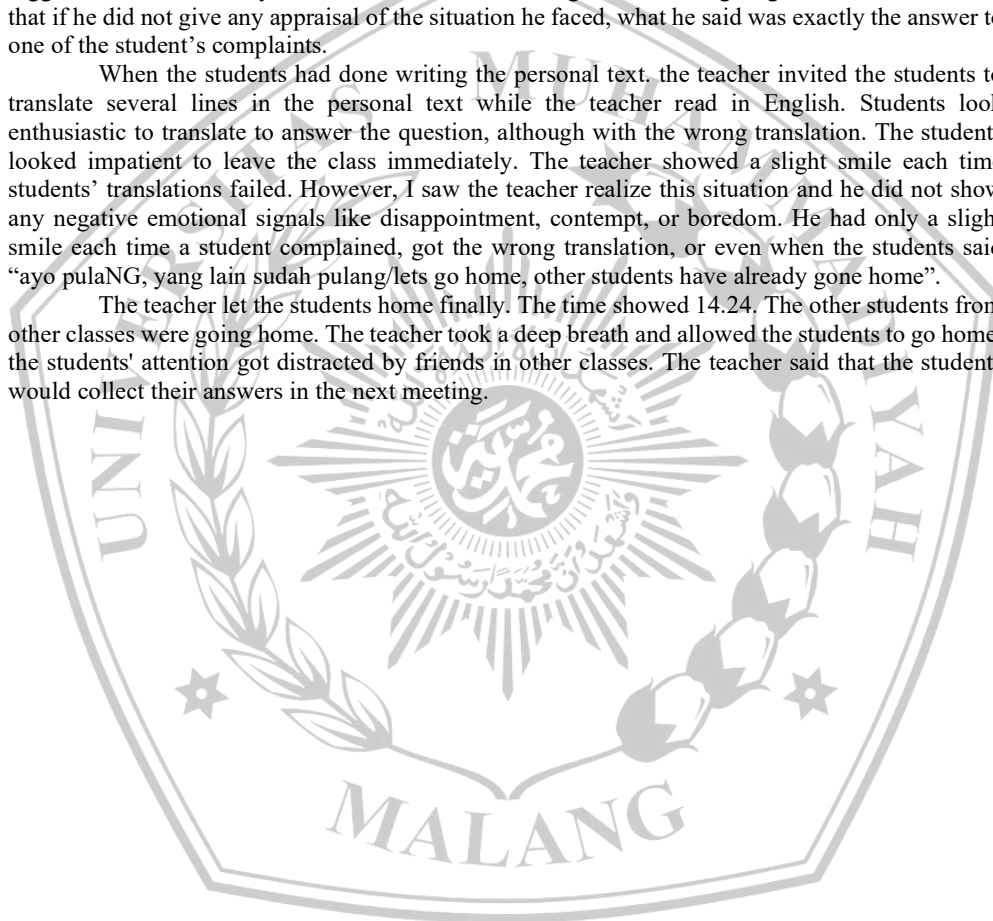 that if he did not give any appraisal of the situation he faced, what he said was exactly the answer t
one of the student’s complaints.
When the students had done writing the personal text. the teacher invited the students t
translate several lines in the personal text while the teacher read in English. Students look
enthusiastic to translate to answer the question, although with the wrong translation. The student
looked impatient to leave the class immediately. The teacher showed a slight smile each tim
students’ translations failed. However, I saw the teacher realize this situation and he did not show
any negative emotional signals like disappointment, contempt, or boredom. He had only a sligh
smile each time a student complained, got the wrong translation, or even when the students sai
“ayo pulaNG, yang lain sudah pulang/lets go home, other students have already gone home”.
The teacher let the students home finally. The time showed 14.24. The other students fro
other classes were going home. The teacher took a deep breath and allowed the students to go home
the students' attention got distracted by friends in other classes. The teacher said that the student
would collect their answers in the next meeting.
UNIVERSITAS MUHAMMADIYAH
MALANG